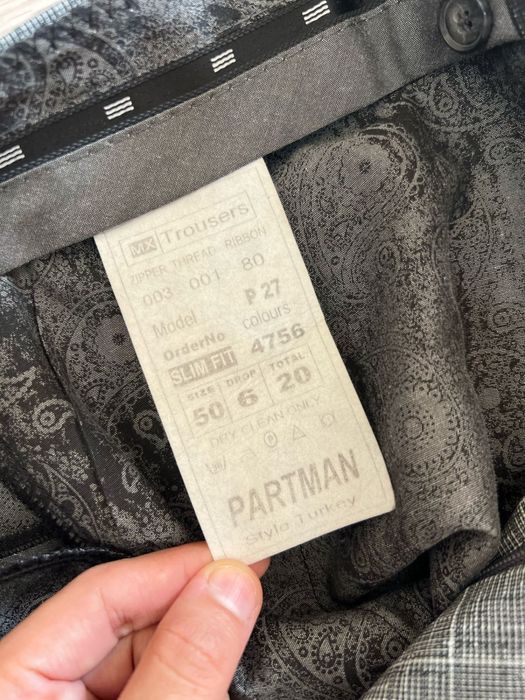 MX Trousers
ZIPPER THREAD RIBBON
003 001 80
Model P 27
OrderNo colours
SLIM FIT 4756
SIZE DROP TOTAL
50 6 20
DRY CLEAN ONLY
P
PARTMAN
Style Turkey